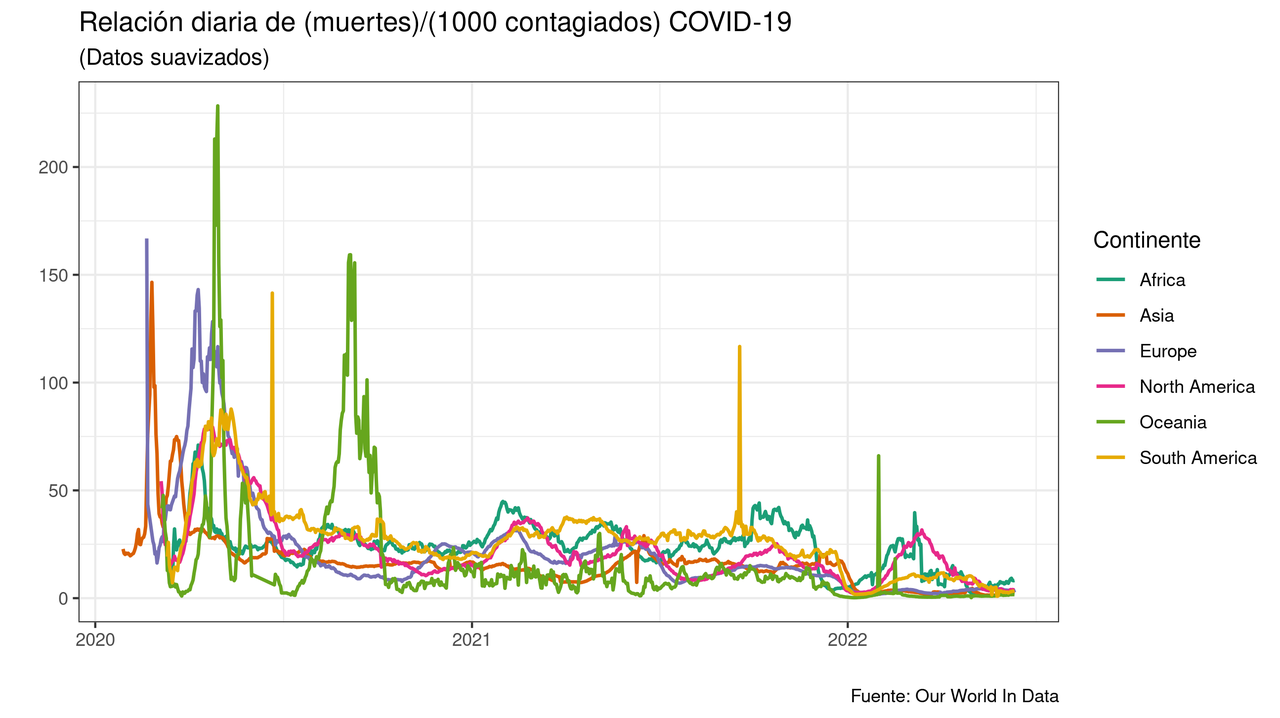 Relación diaria de (muertes)/(1000 contagiados) COVID-19
(Datos suavizados)
200
150
100
50
0
2020
2021
2022
Continente
Africa
Asia
Europe
North America
Oceania
South America
Fuente: Our World In Data